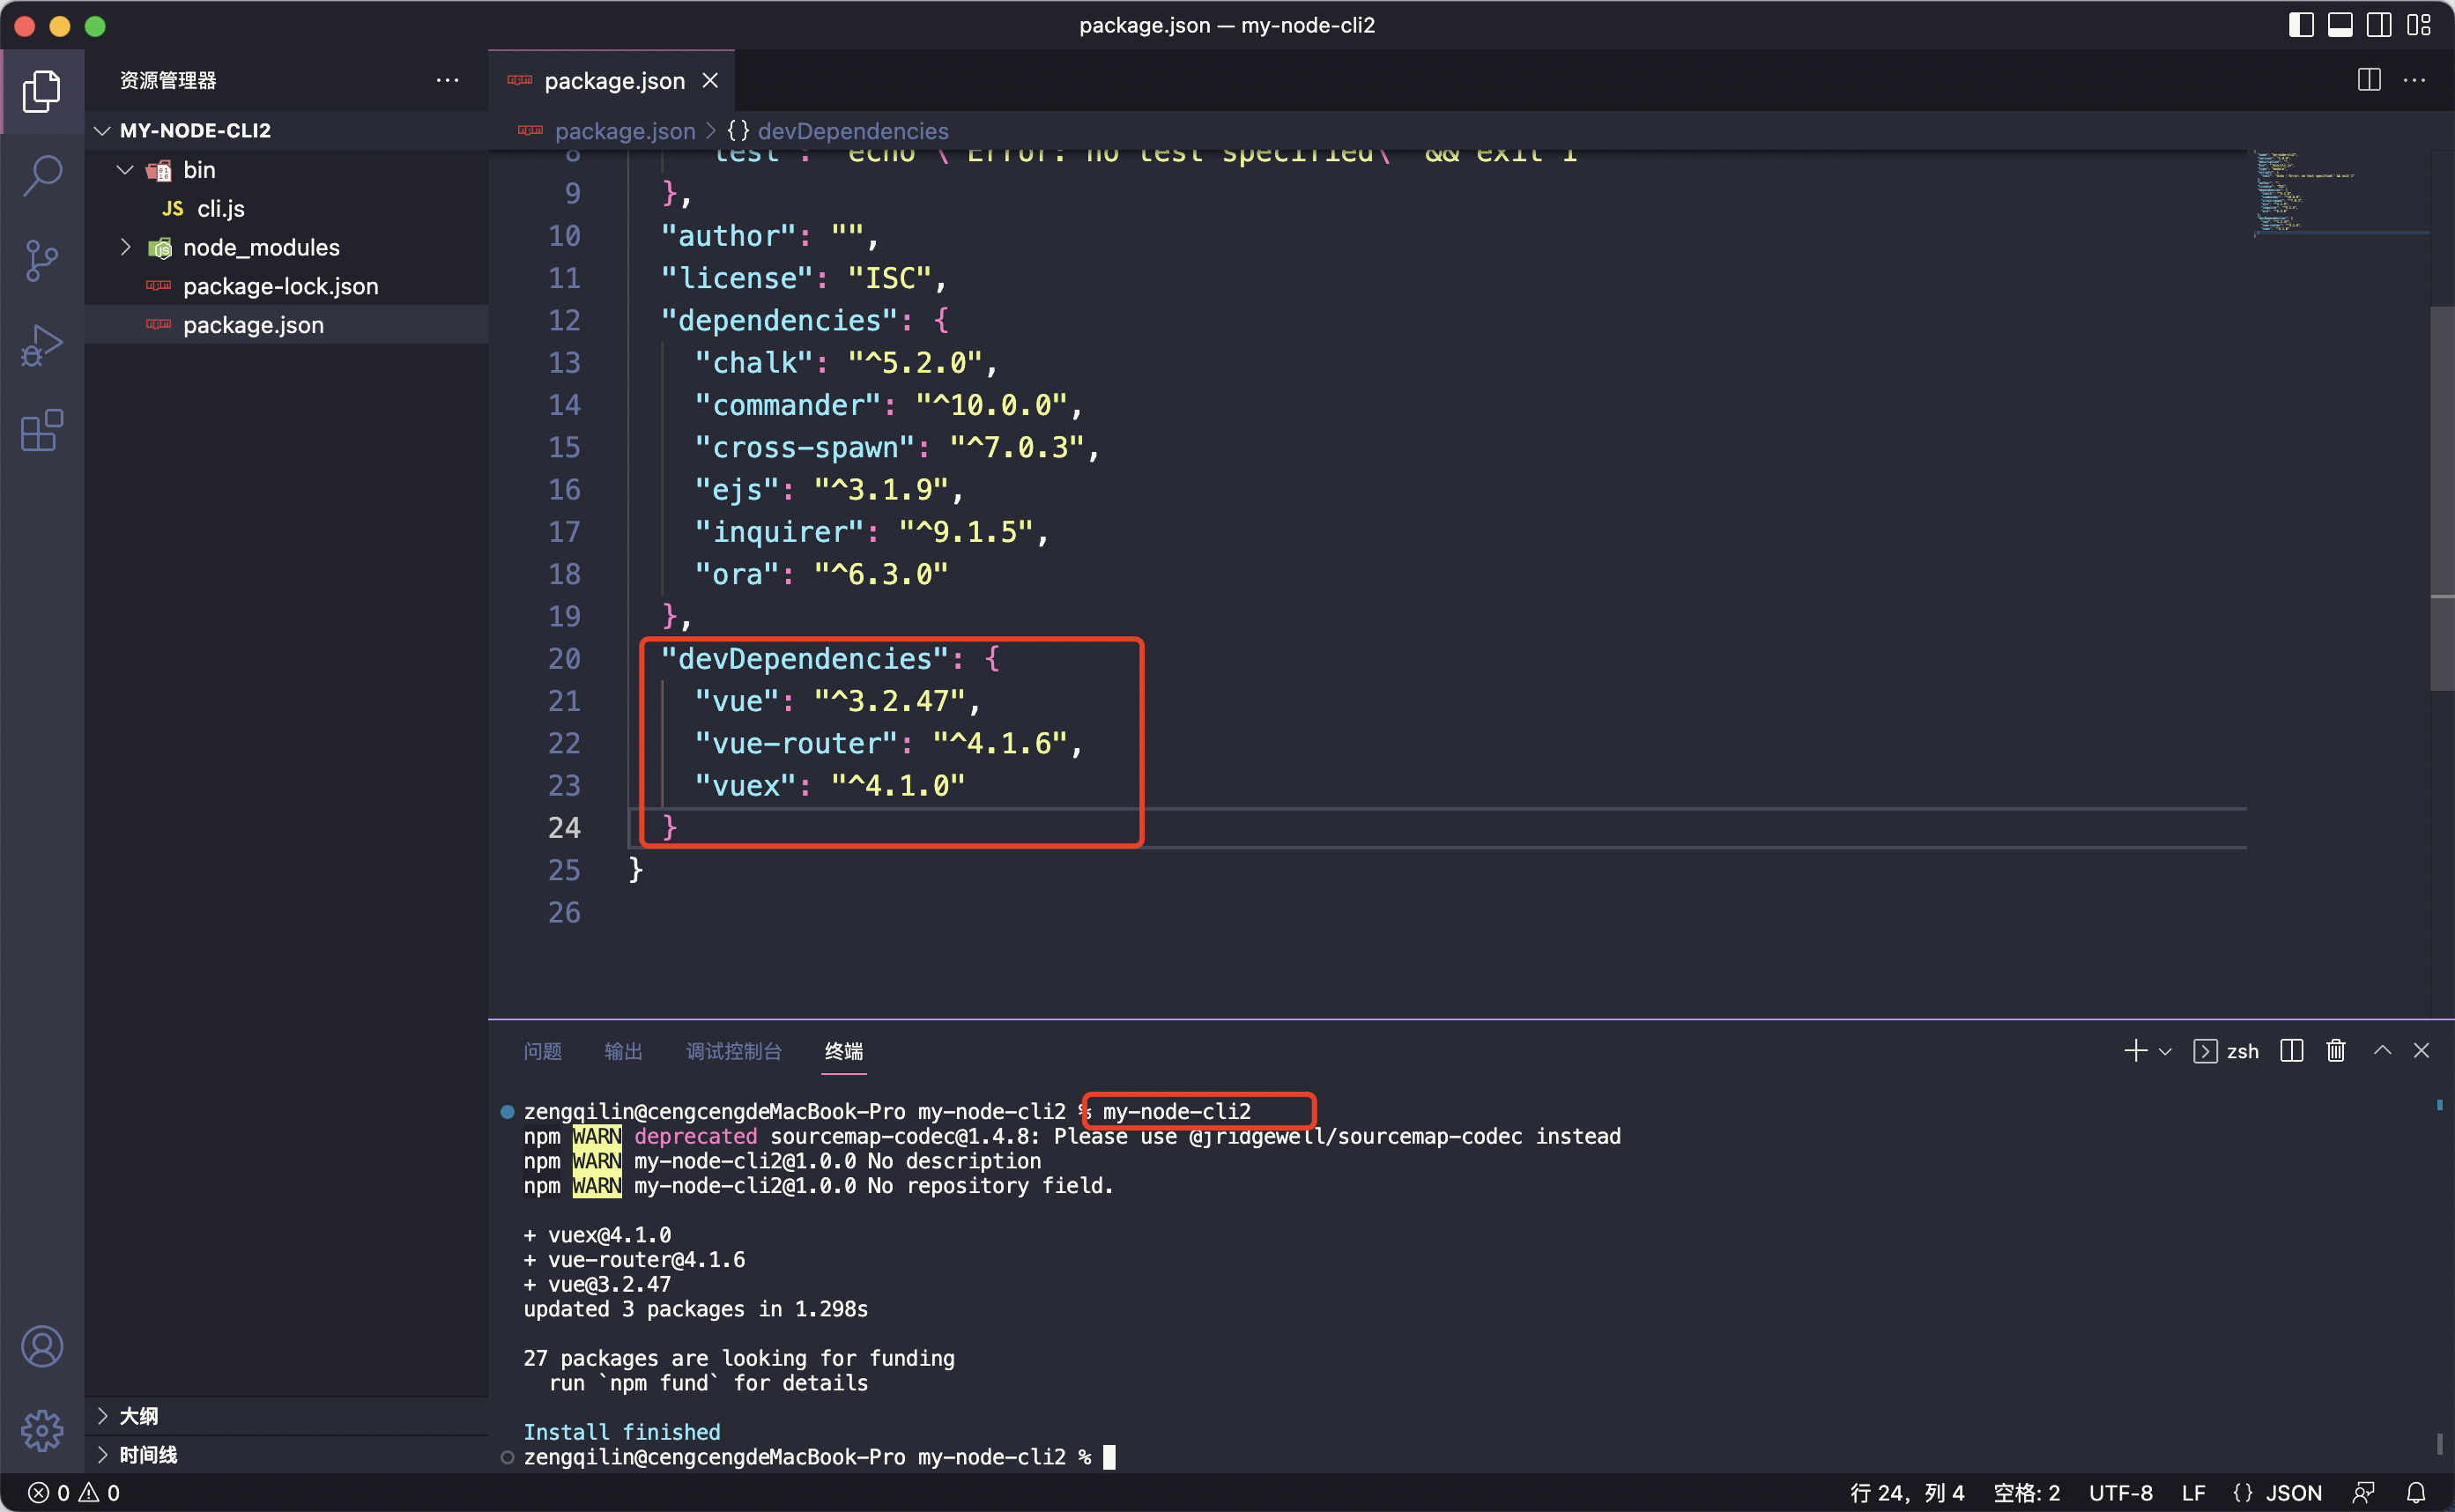 package.json — my-node-cli2
资源管理器
package.json
MY-NODE-CLI2
package.json > {} devDependencies
bin
JS cli.js
node_modules
package-lock.json
package.json
8 "test": "echo \"Error: no test specified\" && exit 1"
9 },
10 "author": "",
11 "license": "ISC",
12 "dependencies": {
13 "chalk": "^5.2.0",
14 "commander": "^10.0.0",
15 "cross-spawn": "^7.0.3",
16 "ejs": "^3.1.9",
17 "inquirer": "^9.1.5",
18 "ora": "^6.3.0"
19 },
20 "devDependencies": {
21 "vue": "^3.2.47",
22 "vue-router": "^4.1.6",
23 "vuex": "^4.1.0"
24 }
25 }
26
问题 输出 调试控制台 终端
zsh
zengqilin@cengcengdeMacBook-Pro my-node-cli2 % my-node-cli2
npm WARN deprecated sourcemap-codec@1.4.8: Please use @jridgewell/sourcemap-codec instead
npm WARN my-node-cli2@1.0.0 No description
npm WARN my-node-cli2@1.0.0 No repository field.
+ vuex@4.1.0
+ vue-router@4.1.6
+ vue@3.2.47
updated 3 packages in 1.298s
27 packages are looking for funding
run `npm fund` for details
Install finished
zengqilin@cengcengdeMacBook-Pro my-node-cli2 %
大纲
时间线
0 0
行 24，列 4 空格: 2 UTF-8 LF {} JSON